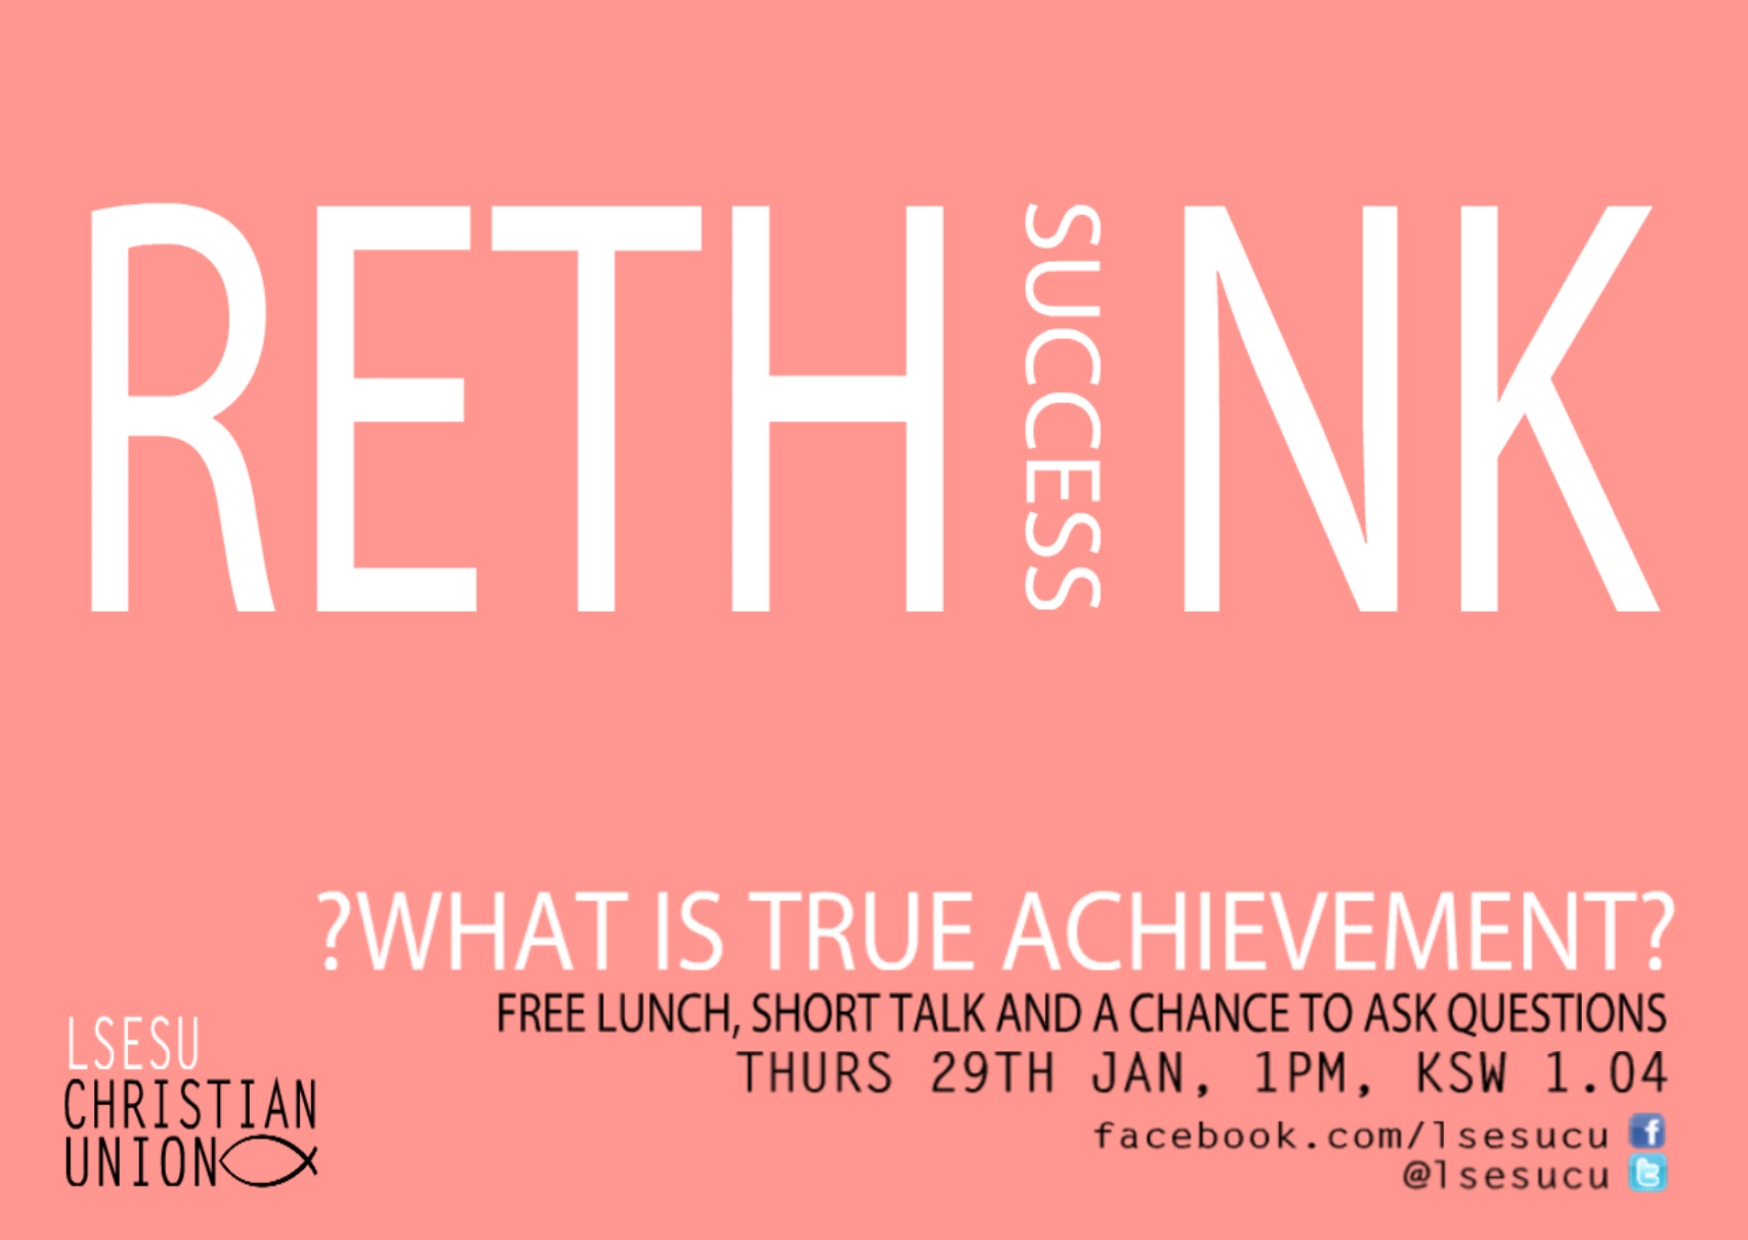 RETH SUCCESS NK
?WHAT IS TRUE ACHIEVEMENT?
FREE LUNCH, SHORT TALK AND A CHANCE TO ASK QUESTIONS
THURS 29TH JAN, 1PM, KSW 1.04
facebook.com/lsesucu
@lsesucu
LSESU
CHRISTIAN
UNION